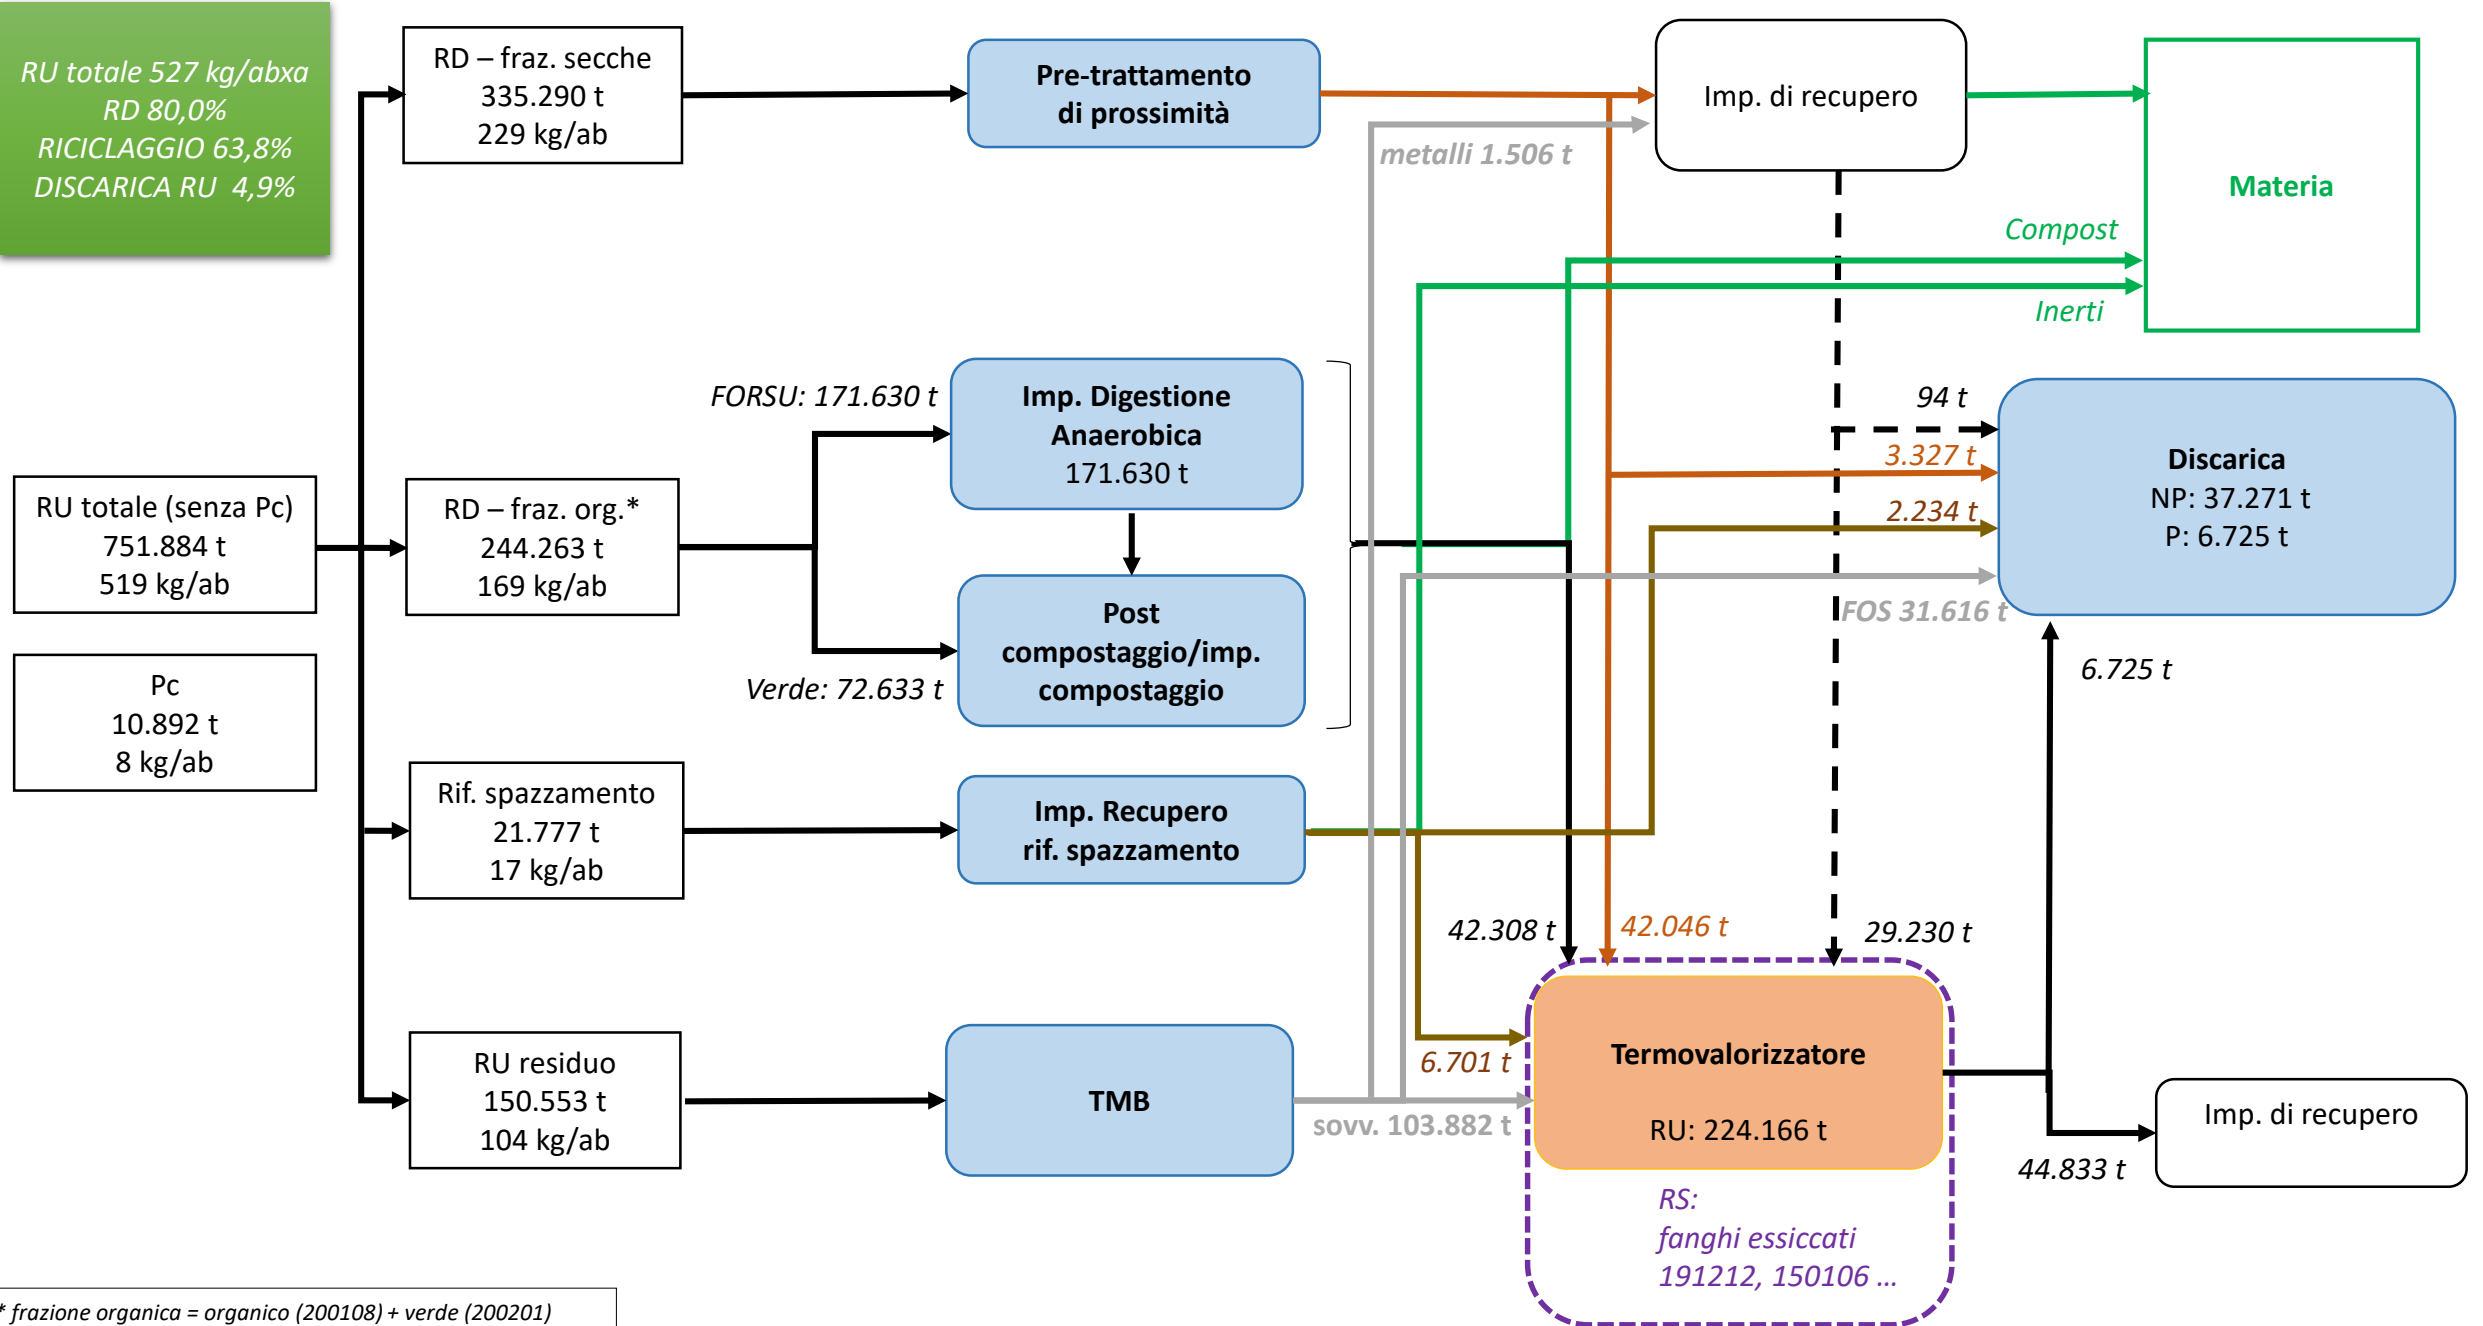 RU totale 527 kg/abxa
RD 80,0%
RICICLAGGIO 63,8%
DISCARICA RU 4,9%
RD – fraz. secche
335.290 t
229 kg/ab
Pre-trattamento
di prossimità
Imp. di recupero
metalli 1.506 t
Materia
Compost
Inerti
FORSU: 171.630 t
Imp. Digestione
Anaerobica
171.630 t
94 t
3.327 t
2.234 t
Discarica
NP: 37.271 t
P: 6.725 t
RU totale (senza Pc)
751.884 t
519 kg/ab
RD – fraz. org.*
244.263 t
169 kg/ab
Post
compostaggio/imp.
compostaggio
Verde: 72.633 t
FOS 31.616 t
6.725 t
Pc
10.892 t
8 kg/ab
Rif. spazzamento
21.777 t
17 kg/ab
Imp. Recupero
rif. spazzamento
42.308 t
42.046 t
29.230 t
RU residuo
150.553 t
104 kg/ab
TMB
6.701 t
sovv. 103.882 t
Termovalorizzatore
RU: 224.166 t
Imp. di recupero
44.833 t
RS:
fanghi essiccati
191212, 150106 ...
* frazione organica = organico (200108) + verde (200201)